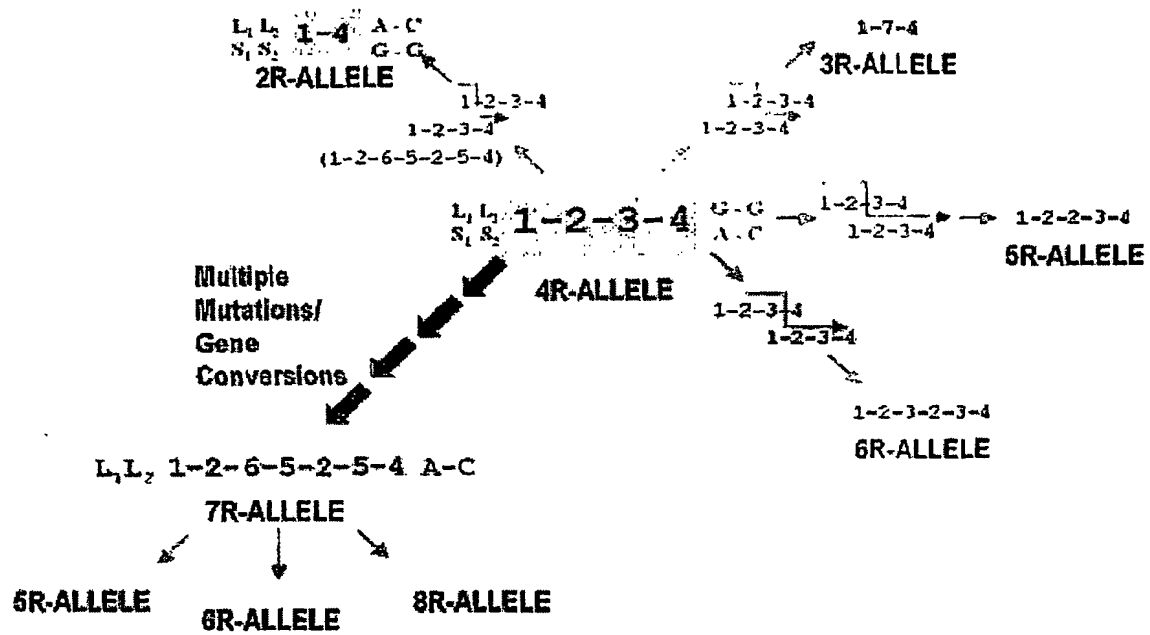 L₁ L₂ 1-4 A-C
S₁ S₂ G-G
2R-ALLELE
1-2-3-4
1-2-3-4
(1-2-6-5-2-5-4)
1-7-4
3R-ALLELE
1-2-3-4
1-2-3-4
L₁ L₂ 1-2-3-4 G-G
S₁ S₂ A-C
4R-ALLELE
1-2-3-4
1-2-3-4
1-2-2-3-4
5R-ALLELE
1-2-3-4
1-2-3-4
1-2-3-2-3-4
6R-ALLELE
Multiple
Mutations/
Gene
Conversions
L₁L₂ 1-2-6-5-2-5-4 A-C
7R-ALLELE
5R-ALLELE
6R-ALLELE
8R-ALLELE